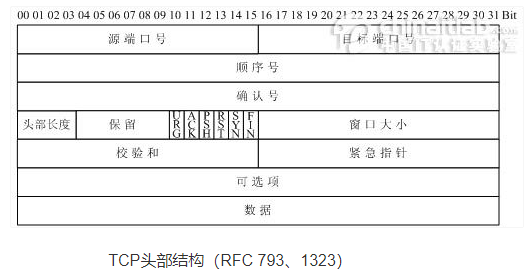 00 01 02 03 04 05 06 07 08 09 10 11 12 13 14 15 16 17 18 19 20 21 22 23 24 25 26 27 28 29 30 31 Bit
源端口号 目标端口号
顺序号
确认号
头部长度 保留 URG ACK PSH RST SYN FIN 窗口大小
校验和 紧急指针
可选项
数据
TCP头部结构（RFC 793、1323）